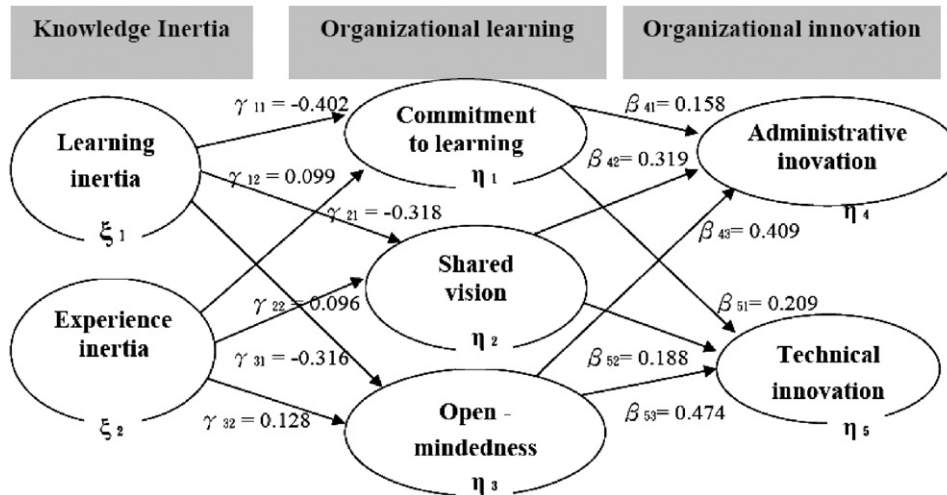 Knowledge Inertia
Organizational learning
Organizational innovation
Learning
inertia
ξ 1
Experience
inertia
ξ 2
γ 11 = -0.402
γ 12 = 0.099
γ 21 = -0.318
γ 22 = 0.096
γ 31 = -0.316
γ 32 = 0.128
Commitment
to learning
η 1
Shared
vision
η 2
Open -
mindedness
η 3
β 41= 0.158
β 42= 0.319
β 43= 0.409
β 51= 0.209
β 52= 0.188
β 53= 0.474
Administrative
inovation
η 4
Technical
innovation
η 5